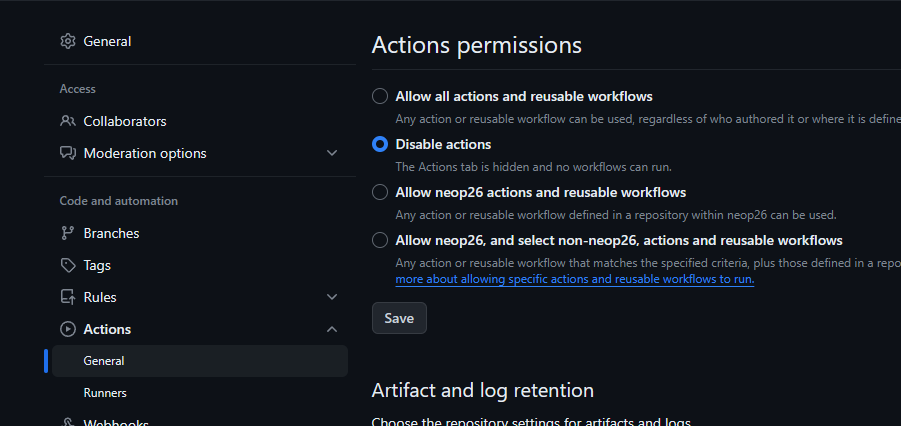 General
Access
Collaborators
Moderation options
Code and automation
Branches
Tags
Rules
Actions
General
Runners
Webhooks
Actions permissions
Allow all actions and reusable workflows
Any action or reusable workflow can be used, regardless of who authored it or where it is define
Disable actions
The Actions tab is hidden and no workflows can run.
Allow neop26 actions and reusable workflows
Any action or reusable workflow defined in a repository within neop26 can be used.
Allow neop26, and select non-neop26, actions and reusable workflows
Any action or reusable workflow that matches the specified criteria, plus those defined in a repo
more about allowing specific actions and reusable workflows to run.
Save
Artifact and log retention
Choose the repository settings for artifacts and logs